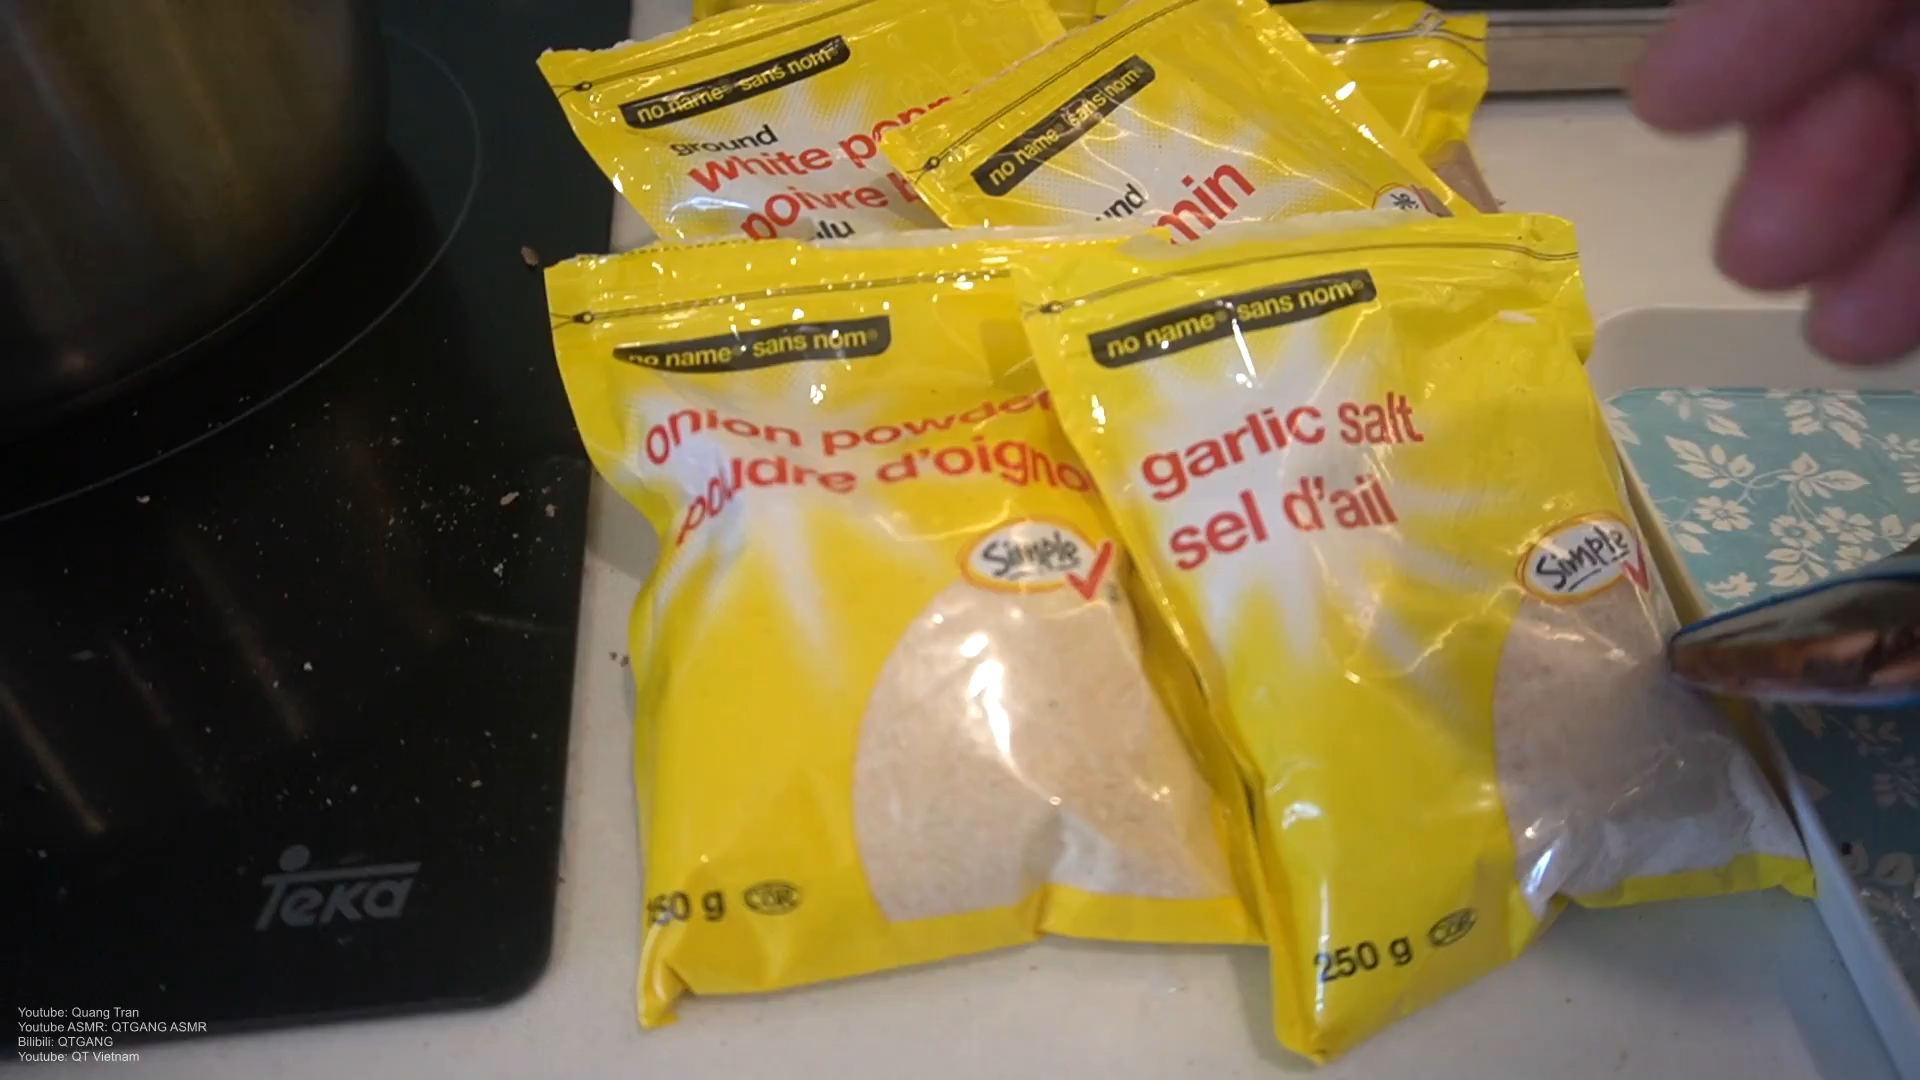 no name® sans nom®
ground
white
poivre
no name® sans nom®
no name® sans nom®
onion powder
poudre d'oigno
Simple
no name® sans nom®
garlic salt
sel d'ail
Simple
250 g COR
Teka
Youtube: Quang Tran
Youtube ASMR: QTGANG ASMR
Bilibili: QTGANG
Youtube: QT Vietnam